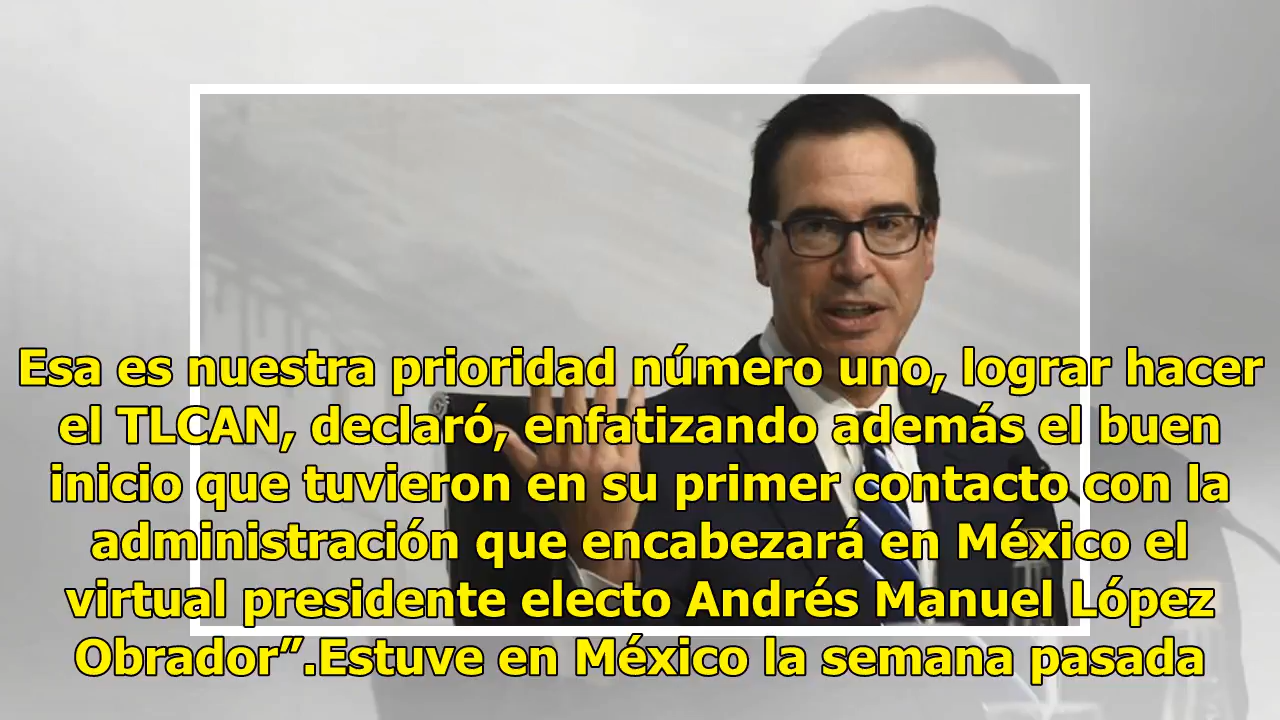 Esa es nuestra prioridad número uno, lograr hacer
el TLCAN, declaró, enfatizando además el buen
inicio que tuvieron en su primer contacto con la
administración que encabezará en México el
virtual presidente electo Andrés Manuel López
Obrador”.Estuve en México la semana pasada